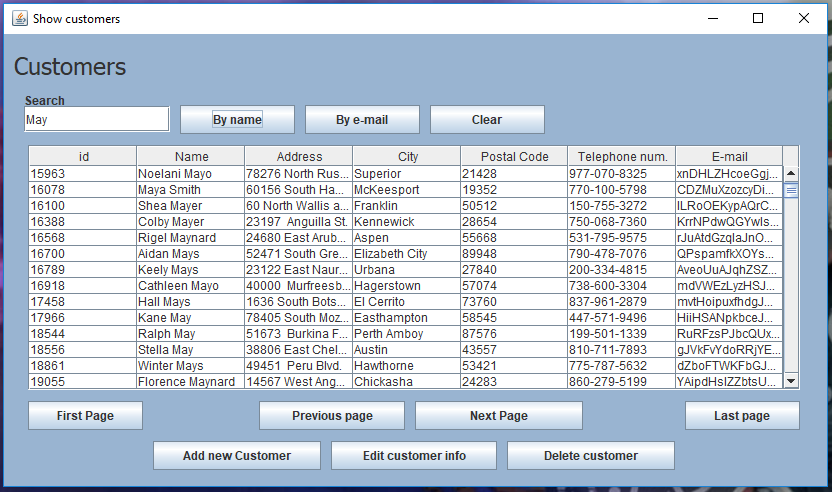 Show customers
Customers
Search
May By name By e-mail Clear
id Name Address City Postal Code Telephone num. E-mail
15963 Noelani Mayo 78276 North Rus... Superior 21428 977-070-8325 xnDHLZHcoeGgj...
16078 Maya Smith 60156 South Ha... McKeesport 19352 770-100-5798 CDZMuXzozcyDi...
16100 Shea Mayer 60 North Wallis a... Franklin 50512 150-755-3272 ILRoOEKypAQrC...
16388 Colby Mayer 23197 Anguilla St. Kennewick 28654 750-068-7360 KrrNPdwQGYwIs...
16568 Rigel Maynard 24680 East Arub... Aspen 55668 531-795-9575 rJuAtdGzqIaJnO...
16700 Aidan Mays 52471 South Gre... Elizabeth City 89948 790-478-7076 QPspamfkXOYs...
16789 Keely Mays 23122 East Naur... Urbana 27840 200-334-4815 AveoUuAJqhZSZ...
16918 Cathleen Mayo 40000 Murfreesb... Hagerstown 57074 738-600-3304 mdVWEzLyzHSJ...
17458 Hall Mays 1636 South Bots... El Cerrito 73760 837-961-2879 mvtHoipuxfhdgJ...
17966 Kane May 78405 South Moz... Easthampton 58545 447-571-9496 HiiHSANpkbceJ...
18544 Ralph May 51673 Burkina F... Perth Amboy 87576 199-501-1339 RuRFzsPJbcQUx...
18556 Stella May 38806 East Chel... Austin 43557 810-711-7893 gJVkFvYdoRRjYE...
18861 Winter Mays 49451 Peru Blvd. Hawthorne 53421 775-787-5632 dZboFTWKFbGJ...
19055 Florence Maynard 14567 West Ang... Chickasha 24283 860-279-5199 YAipdHsIZZbtsU...
First Page Previous page Next Page Last page
Add new Customer Edit customer info Delete customer